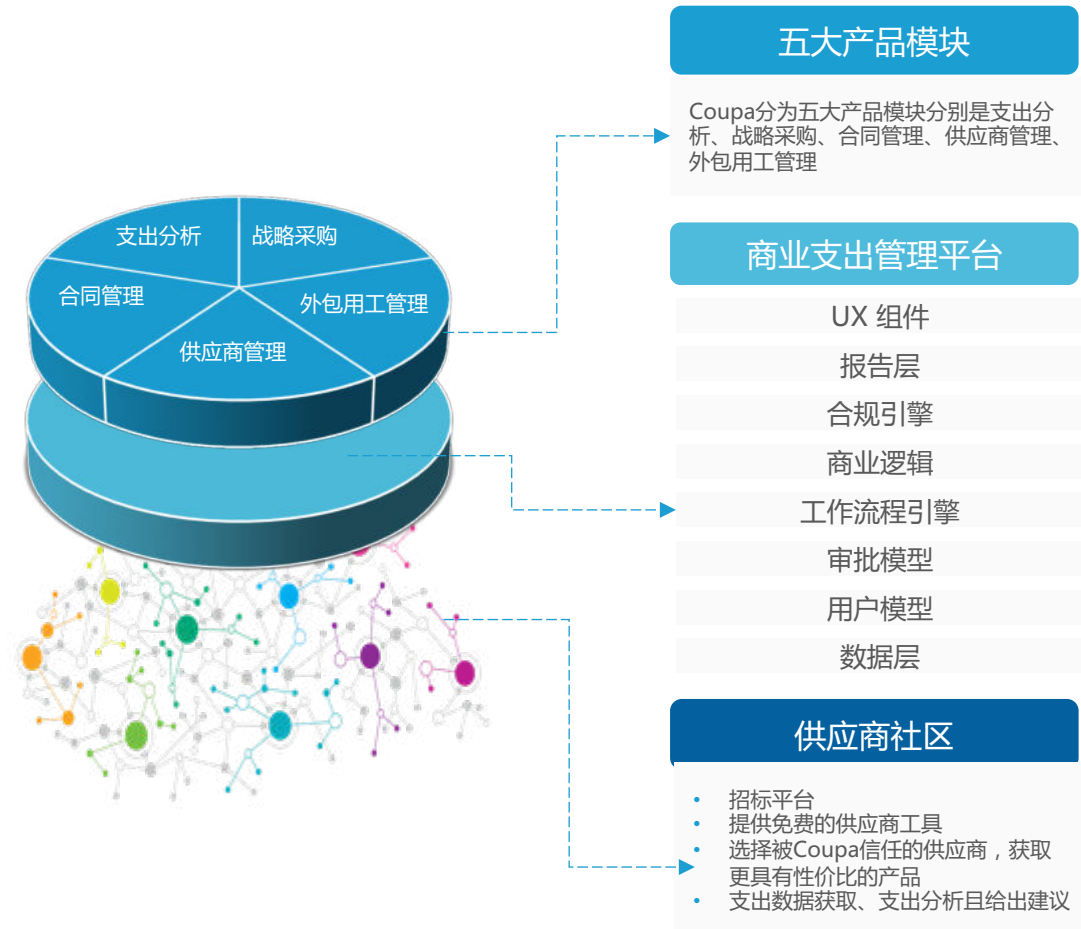 五大产品模块
Coupa分为五大产品模块分别是支出分
析、战略采购、合同管理、供应商管理、
外包用工管理
支出分析
战略采购
合同管理
外包用工管理
供应商管理
商业支出管理平台
UX 组件
报告层
合规引擎
商业逻辑
工作流程引擎
审批模型
用户模型
数据层
供应商社区
• 招标平台
• 提供免费的供应商工具
• 选择被Coupa信任的供应商，获取
更具有性价比的产品
• 支出数据获取、支出分析且给出建议